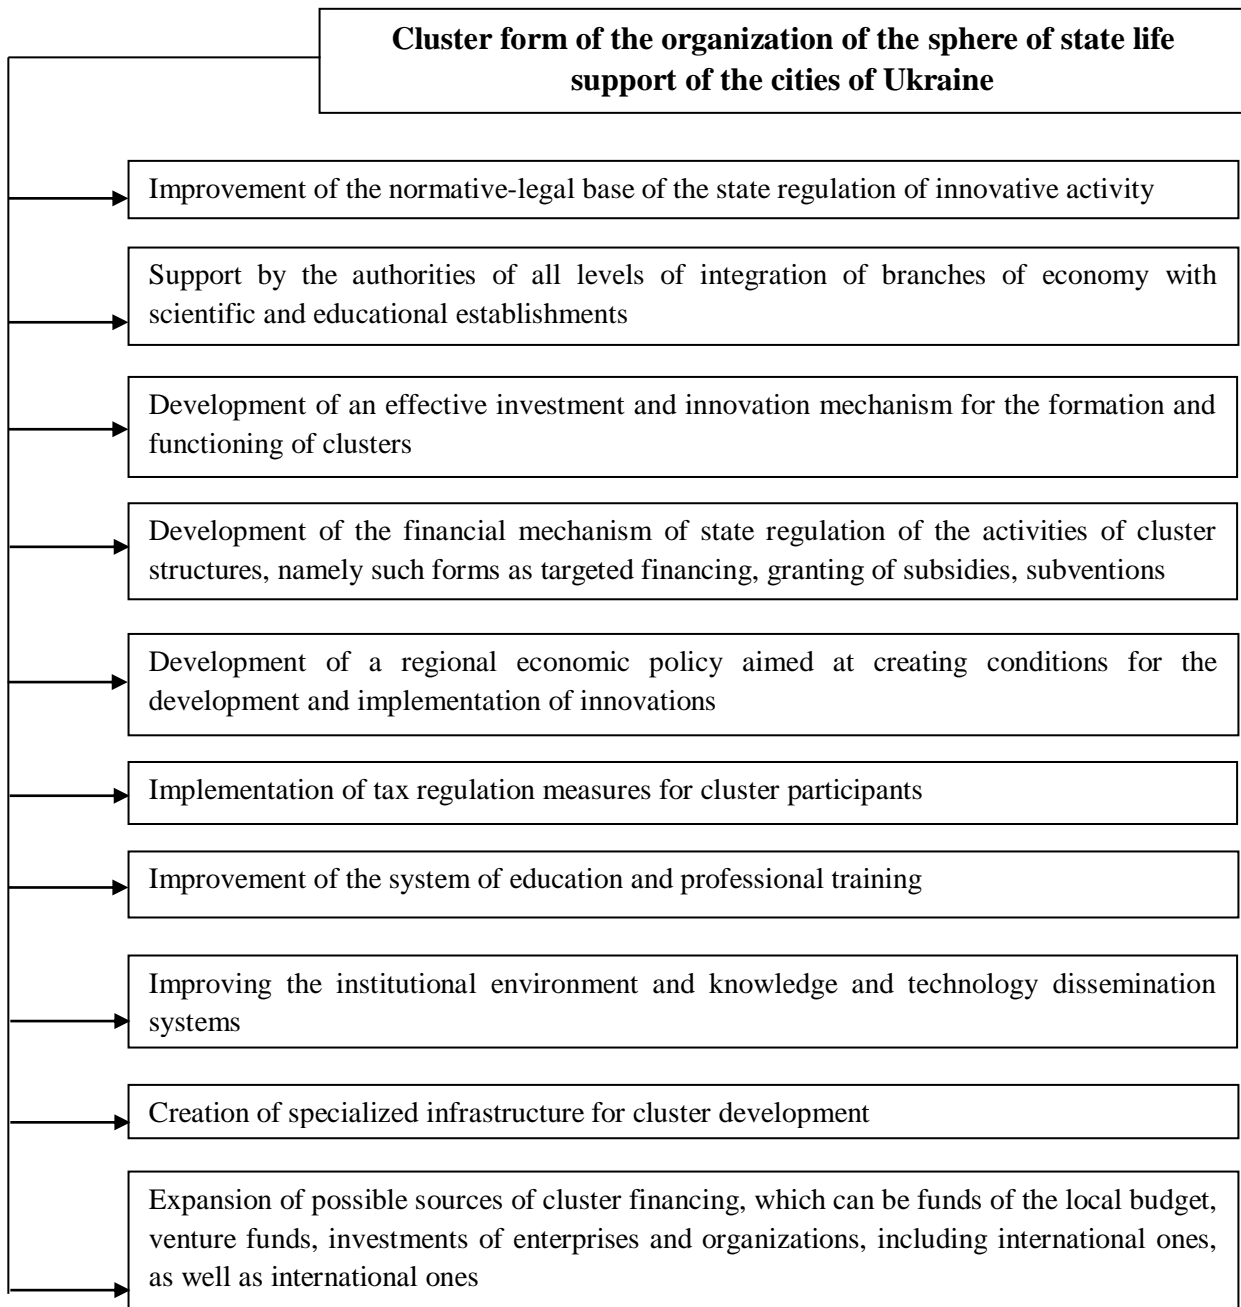 Cluster form of the organization of the sphere of state life
support of the cities of Ukraine
Improvement of the normative-legal base of the state regulation of innovative activity
Support by the authorities of all levels of integration of branches of economy with
scientific and educational establishments
Development of an effective investment and innovation mechanism for the formation and
functioning of clusters
Development of the financial mechanism of state regulation of the activities of cluster
structures, namely such forms as targeted financing, granting of subsidies, subventions
Development of a regional economic policy aimed at creating conditions for the
development and implementation of innovations
Implementation of tax regulation measures for cluster participants
Improvement of the system of education and professional training
Improving the institutional environment and knowledge and technology dissemination
systems
Creation of specialized infrastructure for cluster development
Expansion of possible sources of cluster financing, which can be funds of the local budget,
venture funds, investments of enterprises and organizations, including international ones,
as well as international ones